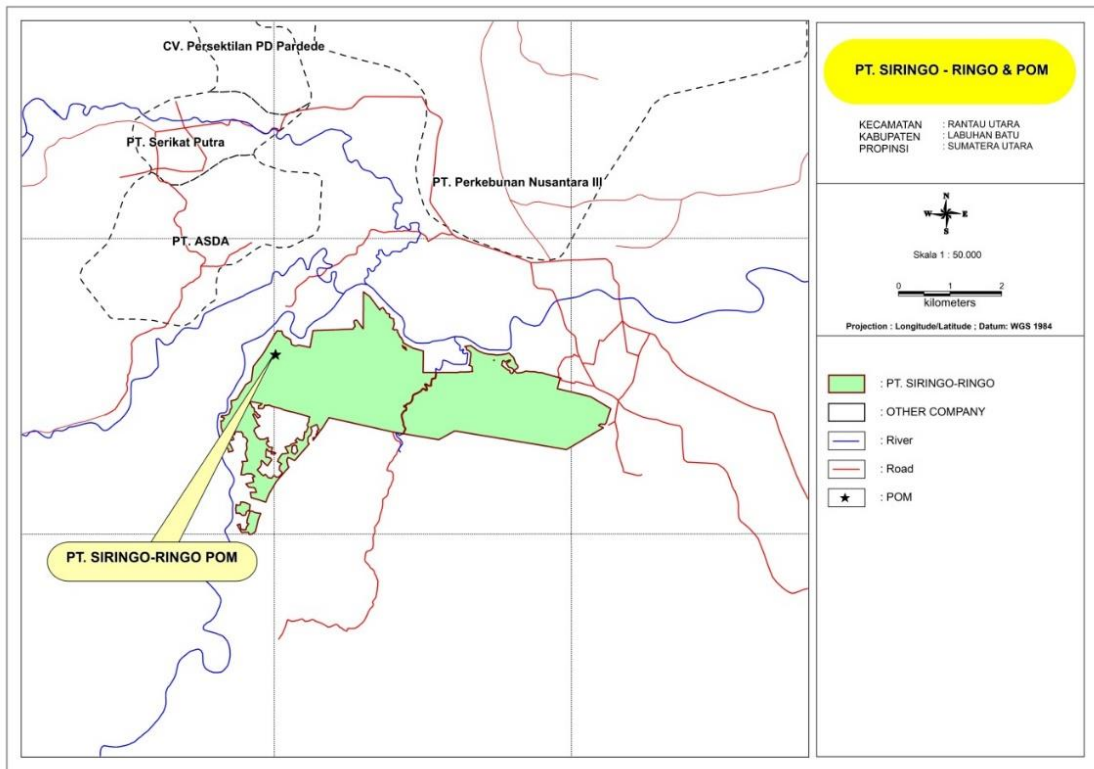 CV. Persektilan PD Pardede
PT. Serikat Putra
PT. Perkebunan Nusantara III
PT. ASDA
PT. SIRINGO-RINGO POM
PT. SIRINGO - RINGO & POM
KECAMATAN : RANTAU UTARA
KABUPATEN : LABUHAN BATU
PROPINSI : SUMATERA UTARA
N
W E
S
Skala 1 : 50.000
0 1 2
kilometers
Projection : Longitude/Latitude ; Datum: WGS 1984
: PT. SIRINGO-RINGO
: OTHER COMPANY
: River
: Road
: POM